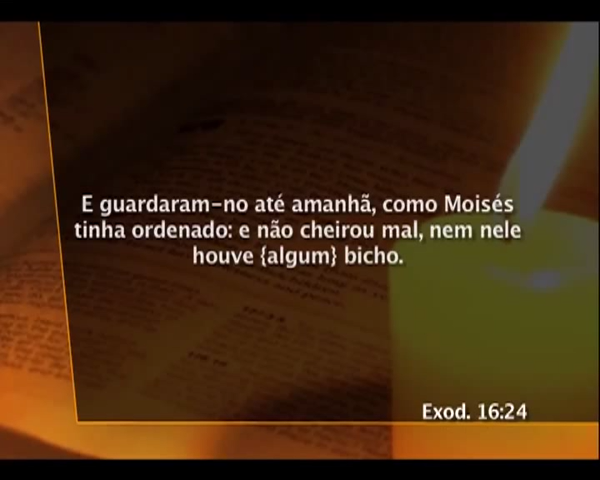 E guardaram-no até amanhã, como Moisés
tinha ordenado: e não cheirou mal, nem nele
houve {algum} bicho.
Exod. 16:24